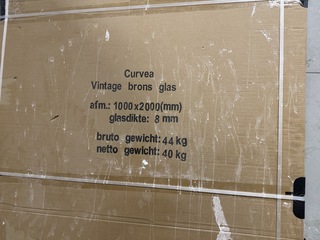 Curvea
Vintage brons glas
afm.: 1000x2000(mm)
glasdikte: 8 mm
bruto gewicht: 44 kg
netto gewicht: 40 kg